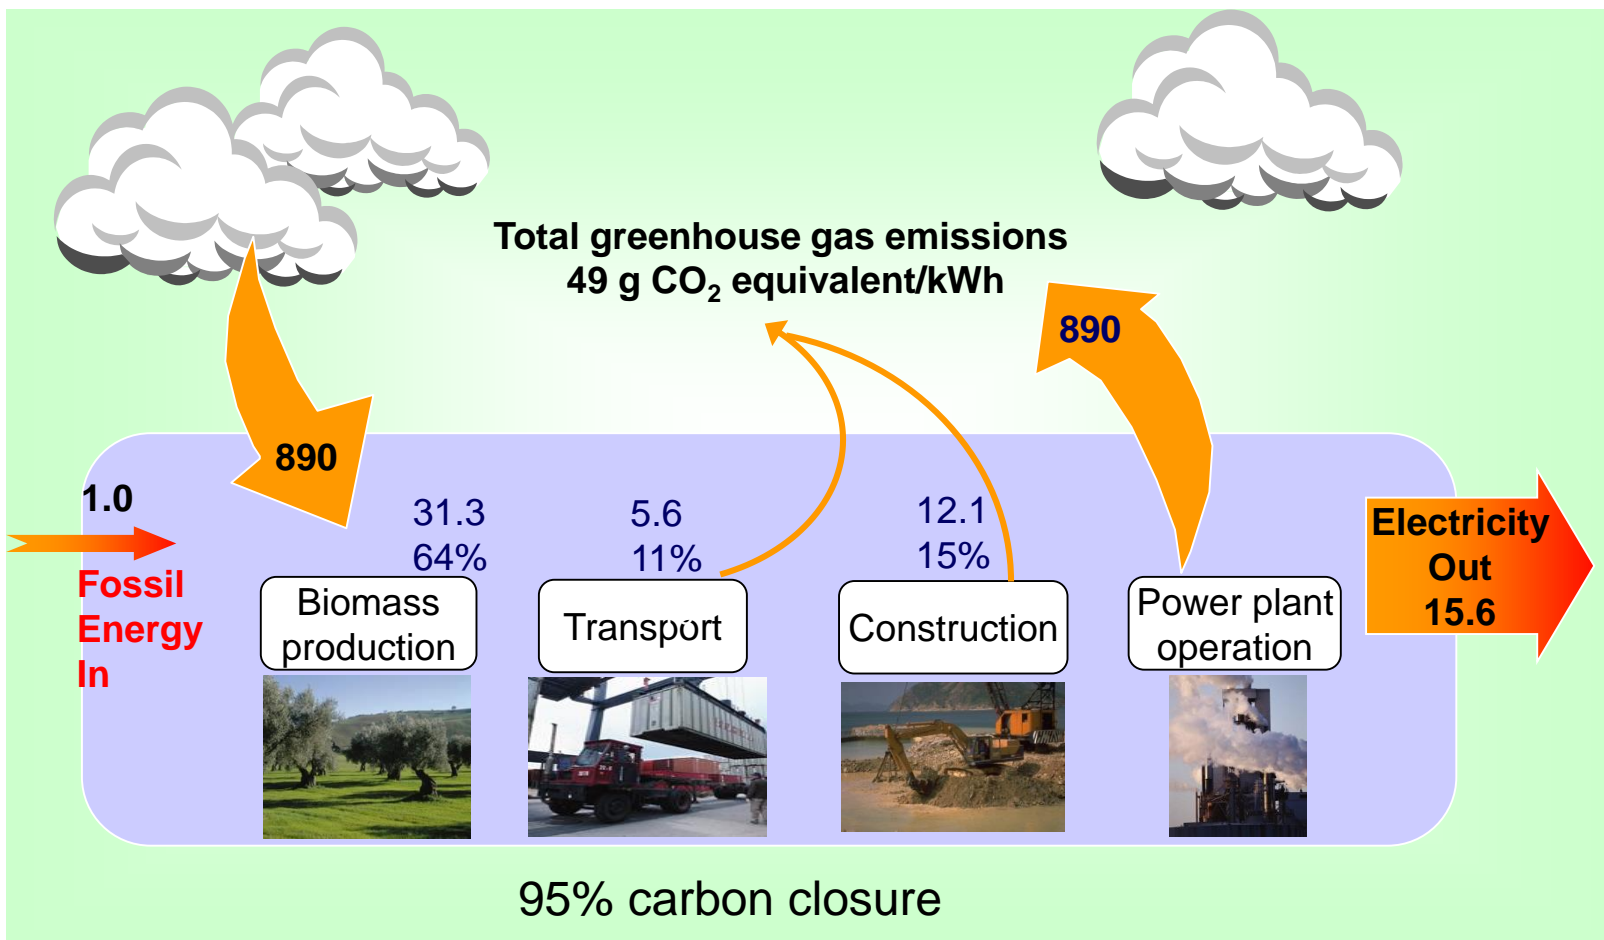 Total greenhouse gas emissions
49 g CO₂ equivalent/kWh
890
890
1.0
Fossil
Energy
In
31.3
64%
5.6
11%
12.1
15%
Biomass
production
Transport
Construction
Power plant
operation
Electricity
Out
15.6
95% carbon closure